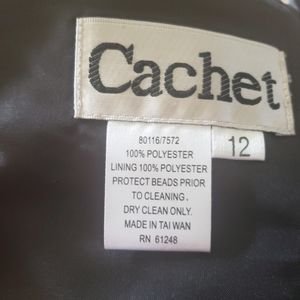 Cachet
12
80116/7572
100% POLYESTER
LINING 100% POLYESTER
PROTECT BEADS PRIOR
TO CLEANING.
DRY CLEAN ONLY.
MADE IN TAI WAN
RN 61248